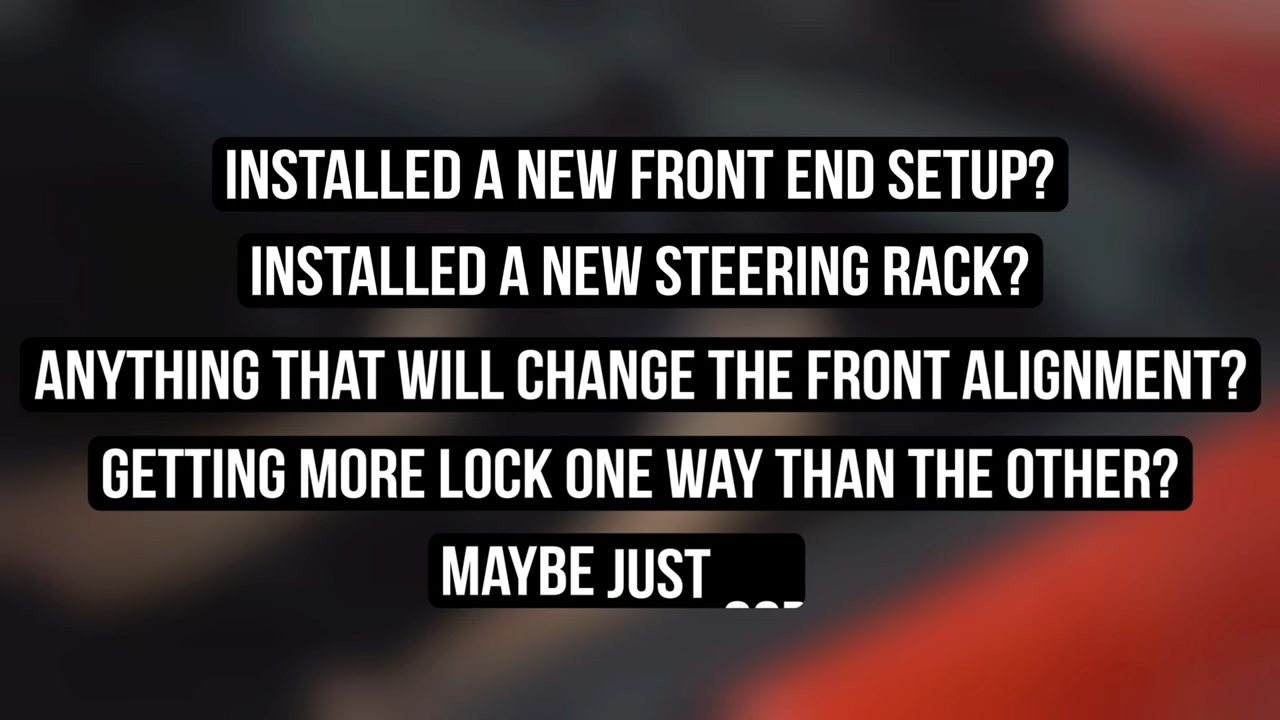 INSTALLED A NEW FRONT END SETUP?
INSTALLED A NEW STEERING RACK?
ANYTHING THAT WILL CHANGE THE FRONT ALIGNMENT?
GETTING MORE LOCK ONE WAY THAN THE OTHER?
MAYBE JUST